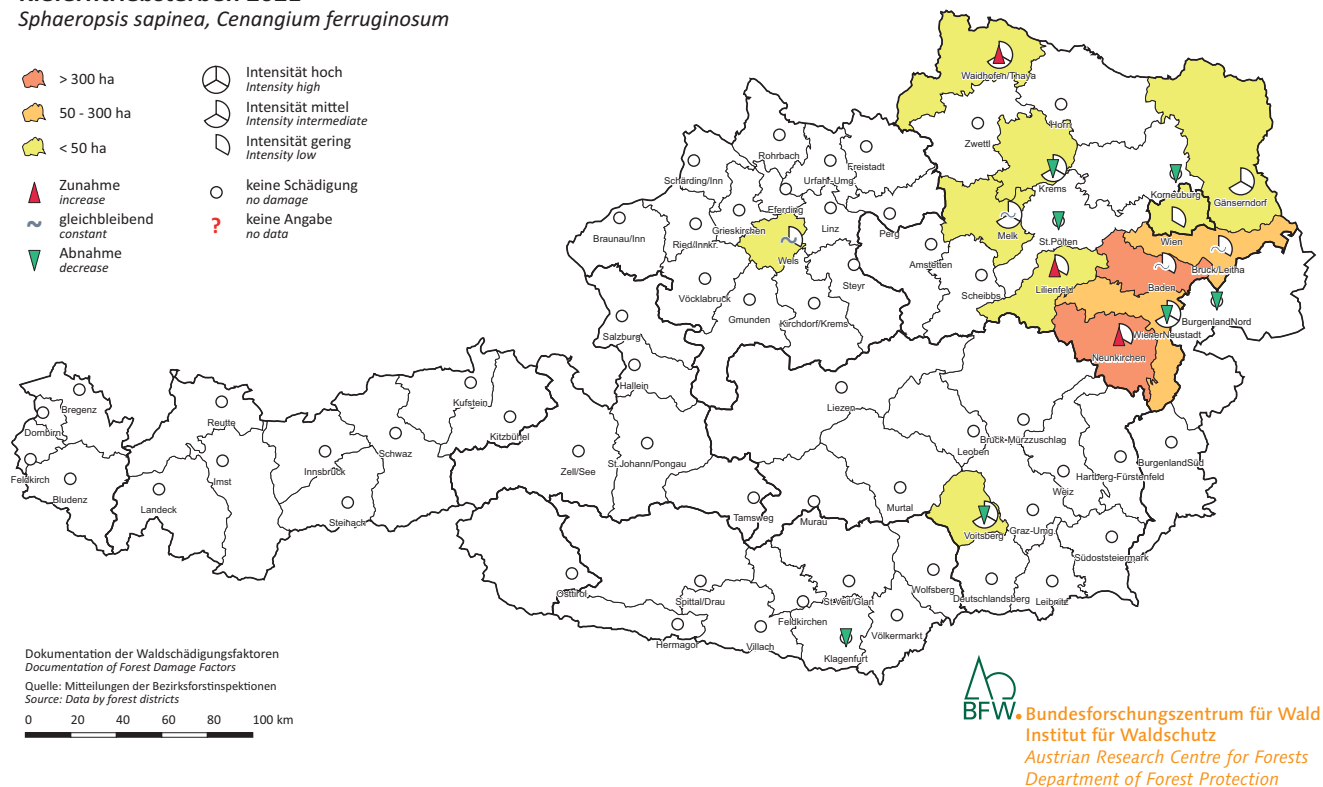 Sphaeropsis sapinea, Cenangium ferruginosum
> 300 ha
50 - 300 ha
< 50 ha
Zunahme
increase
gleichbleibend
constant
Abnahme
decrease
Intensität hoch
Intensity high
Intensität mittel
Intensity intermediate
Intensität gering
Intensity low
keine Schädigung
no damage
?
keine Angabe
no data
Waidhofen/Thaya
Horn
Zwettl
Krems
Korneuburg
Gänserndorf
Rohrbach
Freistadt
Schärding/Inn
Urfahr-Umg.
Eferding
Grieskirchen
Linz
Perg
Melk
St.Pölten
Wien
Braunau/Inn
Ried/Innkr.
Wels
Amstetten
Bruck/Leitha
Steyr
Scheibbs
Lilienfeld
Baden
Vöcklabruck
Gmunden
Kirchdorf/Krems
BurgenlandNord
WienerNeustadt
Salzburg
Neunkirchen
Hallein
Liezen
Kufstein
Kitzbühel
Bregenz
Dornbirn
Reutte
Bruck-Mürzzuschlag
Leoben
Schwaz
Innsbruck
Zell/See
St.Johann/Pongau
BurgenlandSüd
Hartberg-Fürstenfeld
Feldkirch
Bludenz
Imst
Landeck
Steinach
Weiz
Murtal
Tamsweg
Murau
Voitsberg
Graz-Umg.
Südoststeiermark
Osttirol
Spittal/Drau
St.Veit/Glan
Wolfsberg
Deutschlandsberg
Leibnitz
Feldkirchen
Völkermarkt
Hermagor
Villach
Klagenfurt
Dokumentation der Waldschädigungsfaktoren
Documentation of Forest Damage Factors
Quelle: Mitteilungen der Bezirksforstinspektionen
Source: Data by forest districts
0 20 40 60 80 100 km
BFW.
Bundesforschungszentrum für Wald
Institut für Waldschutz
Austrian Research Centre for Forests
Department of Forest Protection